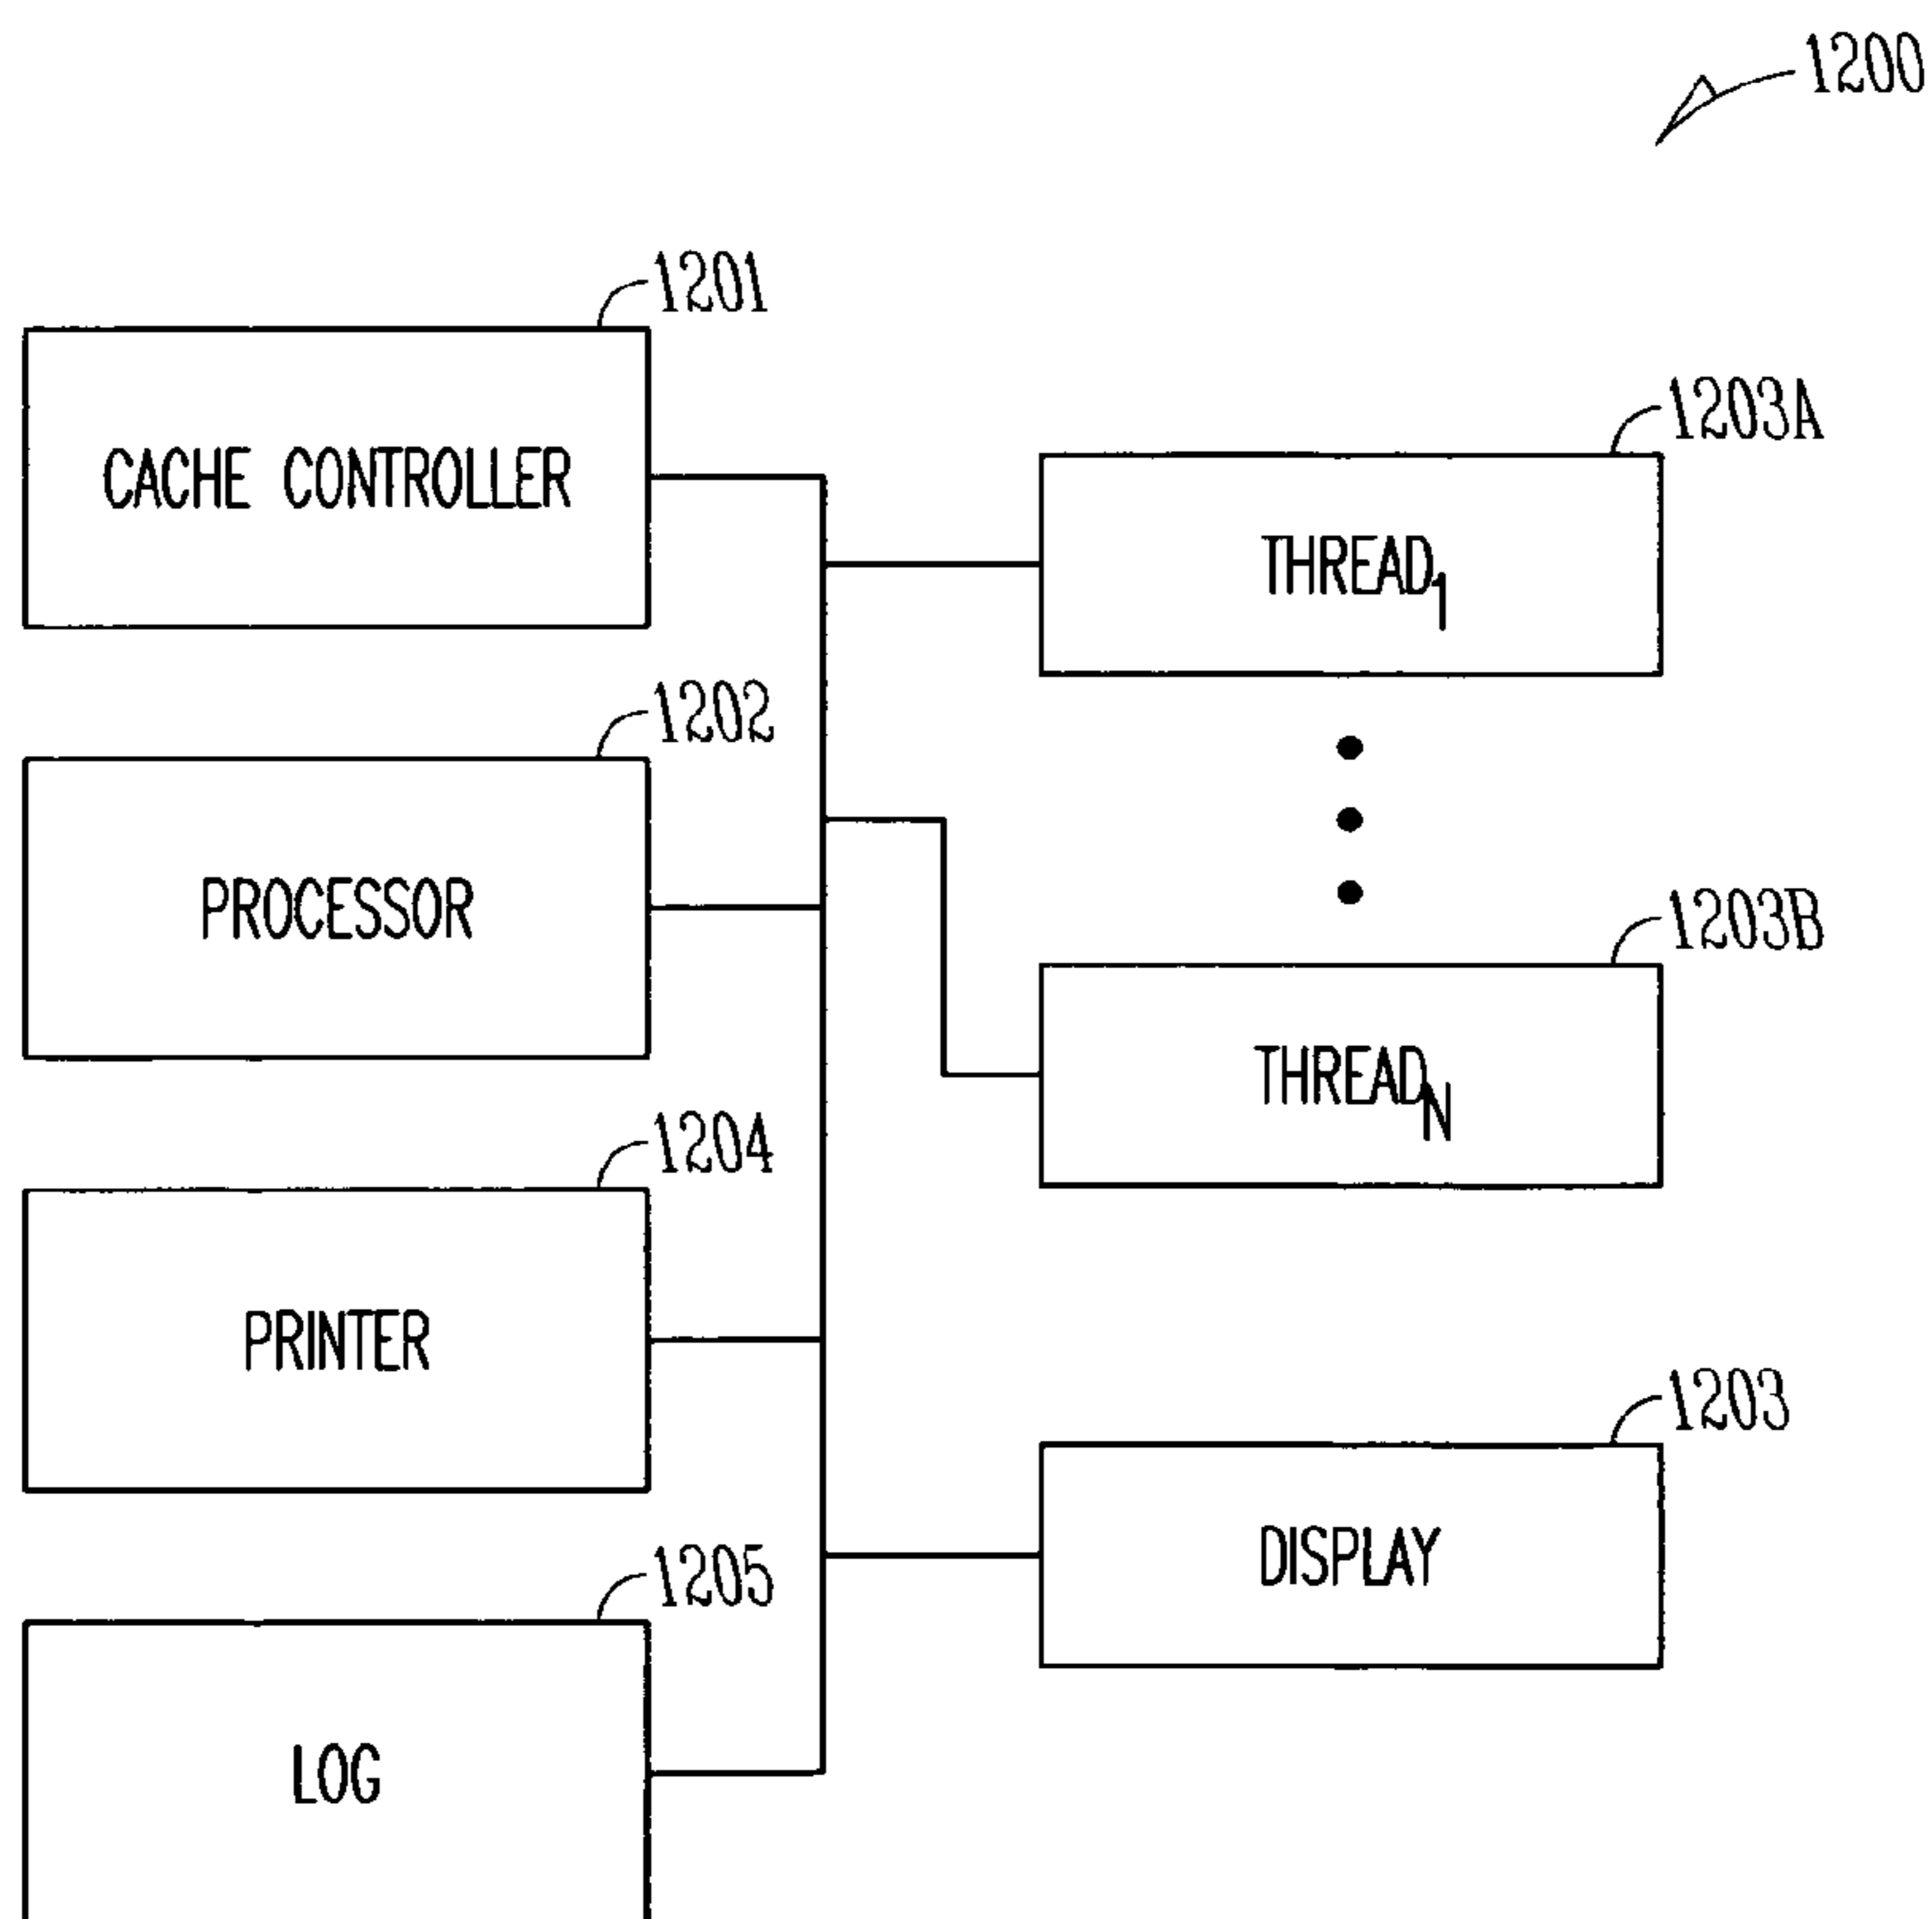 1200
1201
CACHE CONTROLLER
1203A
THREAD1
1202
PROCESSOR
1203B
THREADN
1204
PRINTER
1203
DISPLAY
1205
LOG